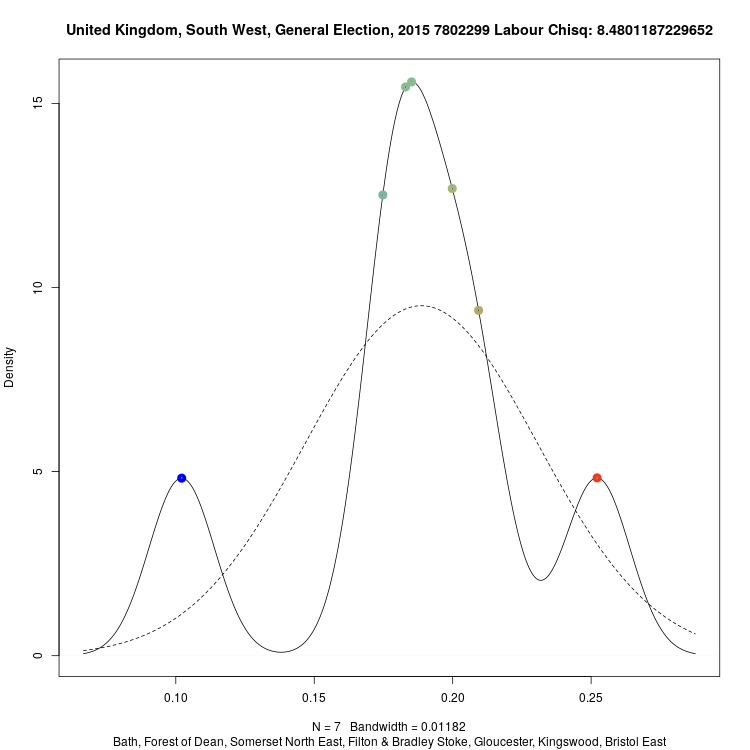 United Kingdom, South West, General Election, 2015 7802299 Labour Chisq: 8.4801187229652
15
10
5
0
Density
0.10 0.15 0.20 0.25
N = 7 Bandwidth = 0.01182
Bath, Forest of Dean, Somerset North East, Filton & Bradley Stoke, Gloucester, Kingswood, Bristol East